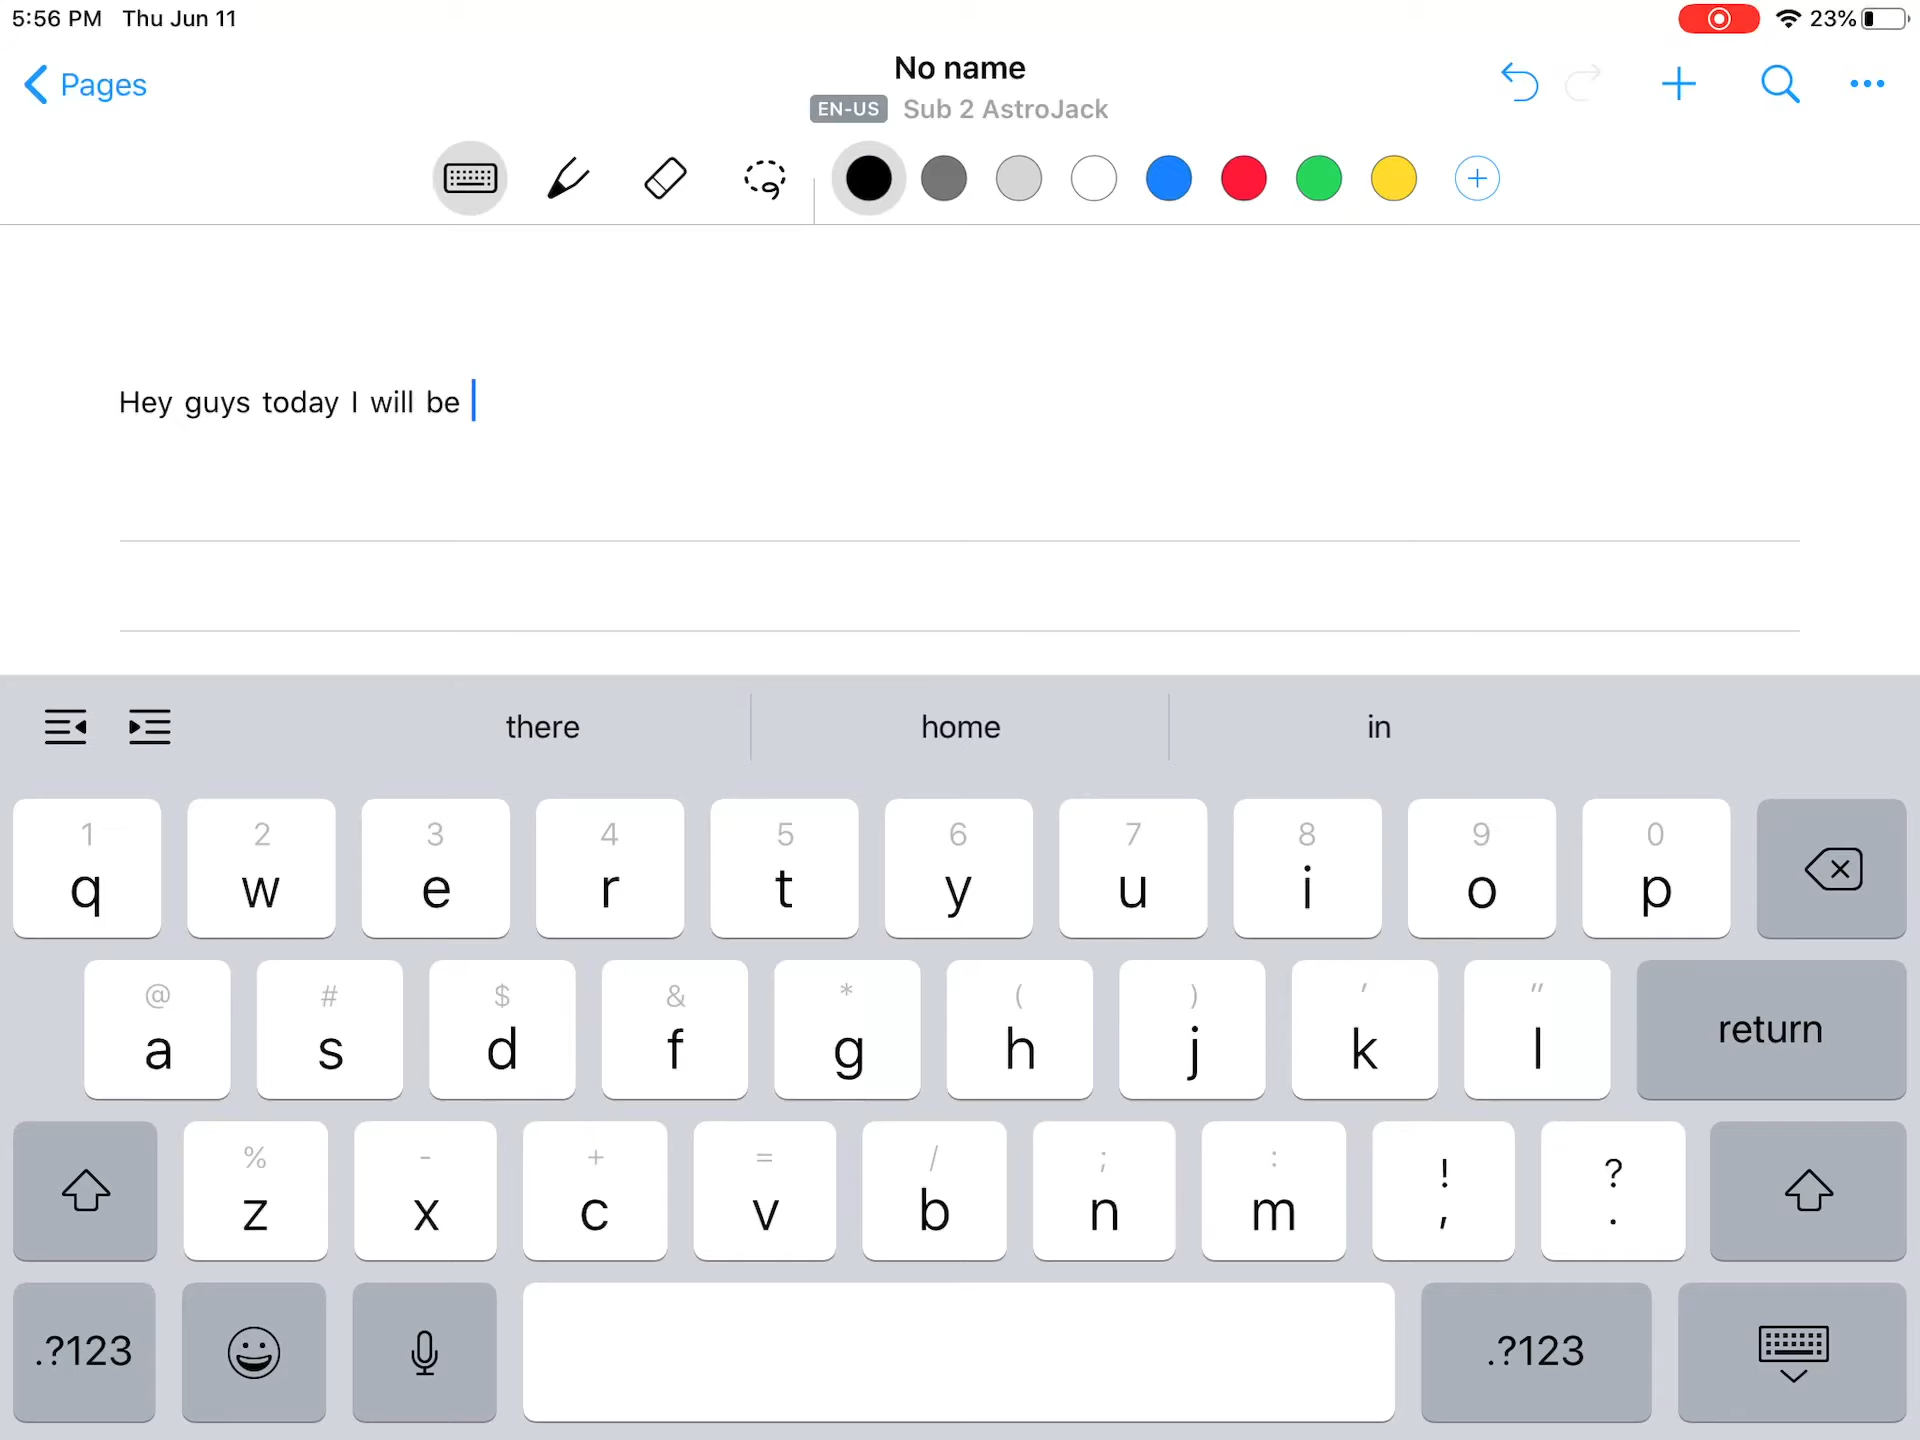 5:56 PM Thu Jun 11 23%
Pages
No name
EN-US Sub 2 AstroJack
Hey guys today I will be
there home in
1 2 3 4 5 6 7 8 9 0
q w e r t y u i o p
@ # $ & * ( ) ' "
a s d f g h j k l return
% - + = / ; : ! ?
z x c v b n m , .
.?123 .?123